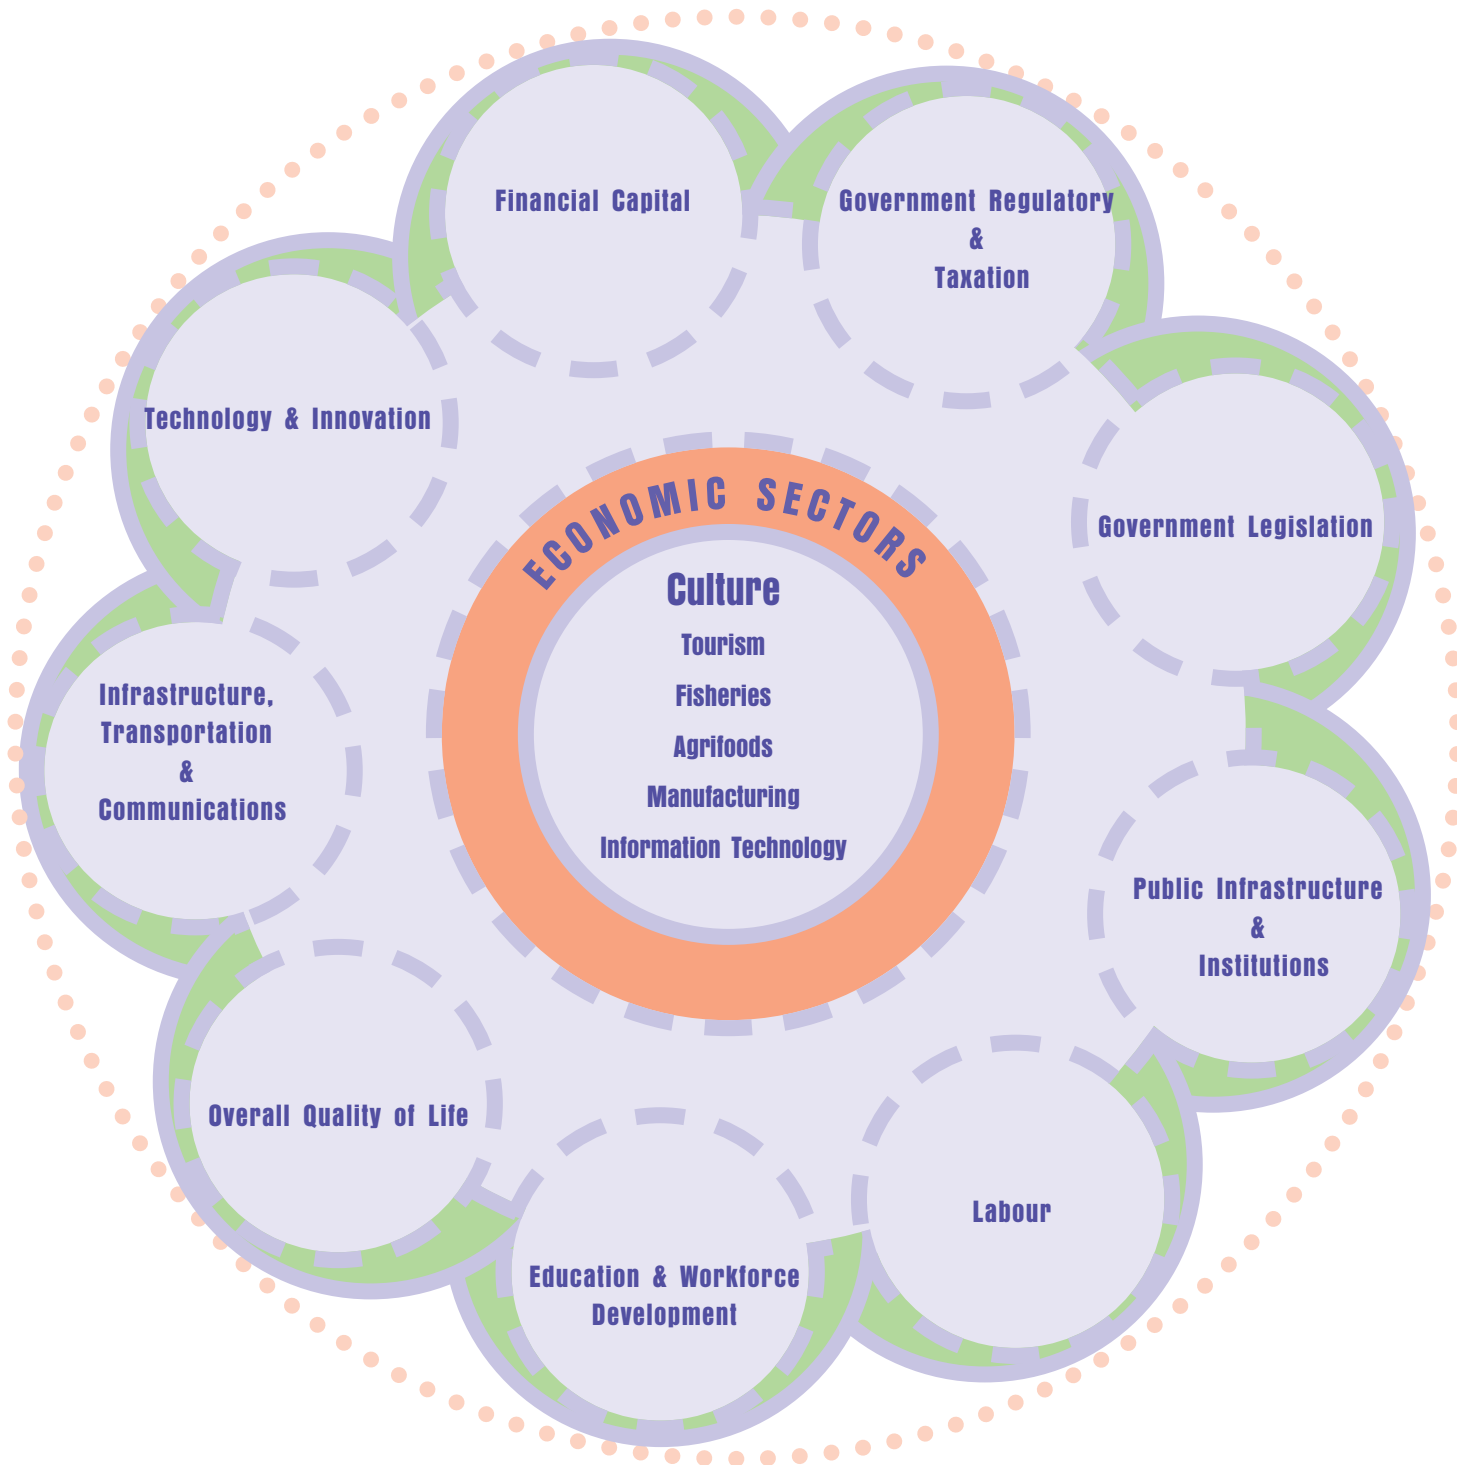 Financial Capital
Government Regulatory
&
Taxation
Technology & Innovation
Government Legislation
ECONOMIC SECTORS
Culture
Tourism
Fisheries
Agrifoods
Manufacturing
Information Technology
Infrastructure,
Transportation
&
Communications
Public Infrastructure
&
Institutions
Overall Quality of Life
Labour
Education & Workforce
Development